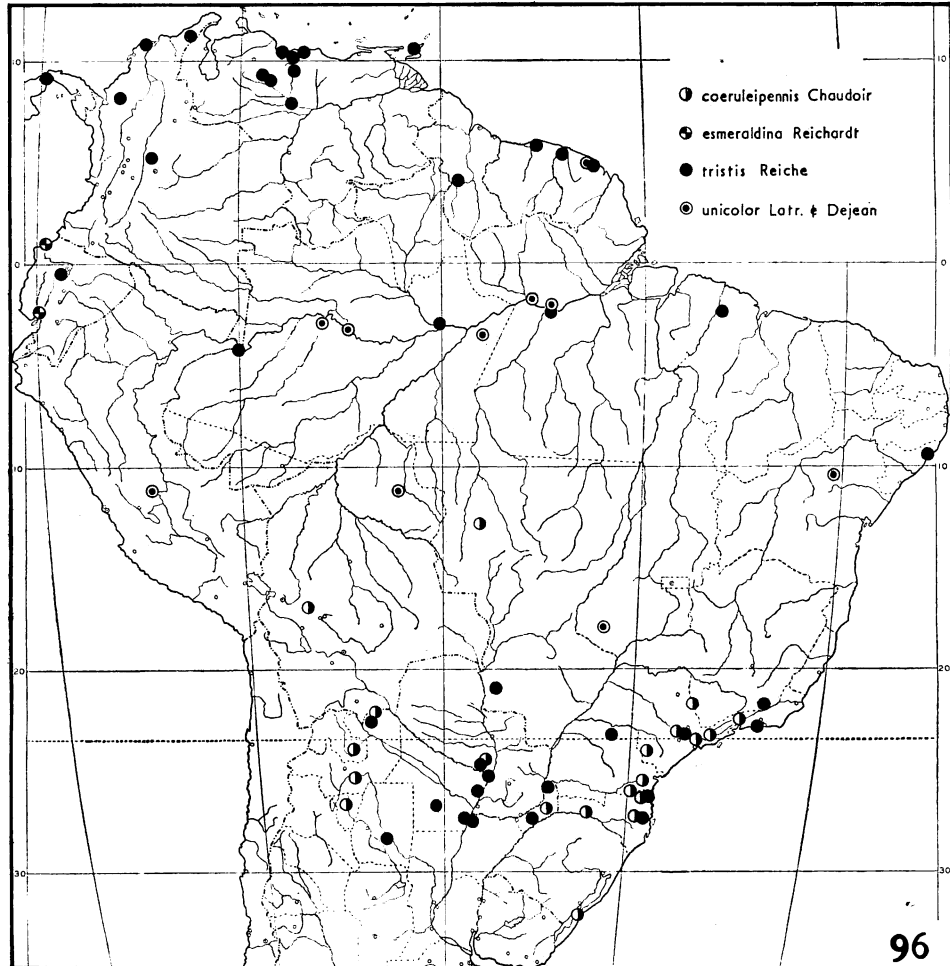 10
10
coeruleipennis Chaudoir
esmeraldina Reichardt
tristis Reiche
unicolor Latr. & Dejean
0
0
10
10
20
20
30
30
96